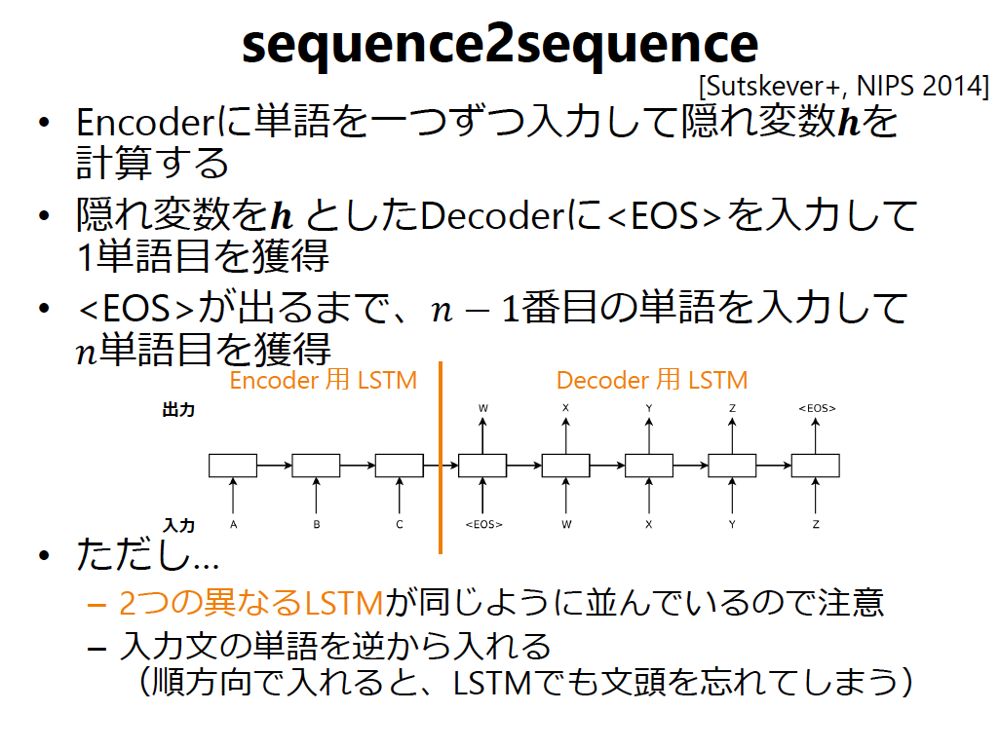 sequence2sequence
[Sutskever+, NIPS 2014]
• Encoderに単語を一つずつ入力して隠れ変数hを
計算する
• 隠れ変数をh としたDecoderに<EOS>を入力して
1単語目を獲得
• <EOS>が出るまで、n − 1番目の単語を入力して
n単語目を獲得
Encoder 用 LSTM Decoder 用 LSTM
出力 W X Y Z <EOS>
入力 A B C <EOS> W X Y Z
• ただし...
– 2つの異なるLSTMが同じように並んでいるので注意
– 入力文の単語を逆から入れる
（順方向で入れると、LSTMでも文頭を忘れてしまう）